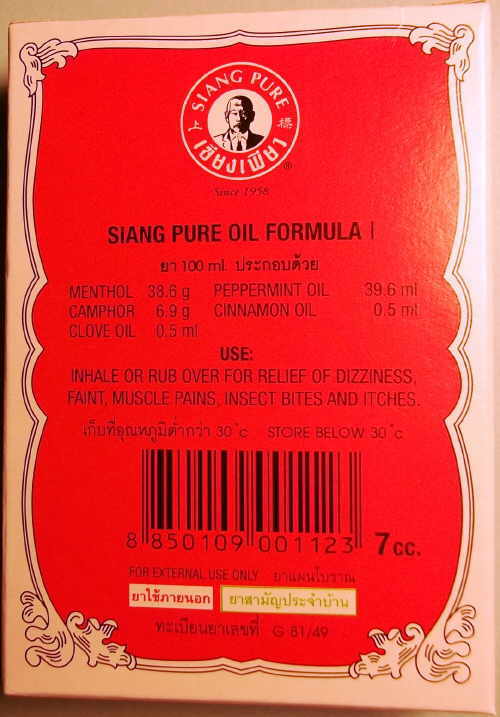 SIANG PURE
上 標
เซียงเพียว
®
Since 1958
SIANG PURE OIL FORMULA I
ยา 100 ml. ประกอบด้วย
MENTHOL 38.6 g PEPPERMINT OIL 39.6 ml
CAMPHOR 6.9 g CINNAMON OIL 0.5 ml
CLOVE OIL 0.5 ml
USE:
INHALE OR RUB OVER FOR RELIEF OF DIZZINESS,
FAINT, MUSCLE PAINS, INSECT BITES AND ITCHES.
เก็บที่อุณหภูมิต่ำกว่า 30 °c STORE BELOW 30 °c
8 850109 001123 7 cc.
FOR EXTERNAL USE ONLY ยาแผนโบราณ
ยาใช้ภายนอก ยาสามัญประจำบ้าน
ทะเบียนยาเลขที่ G 81/49